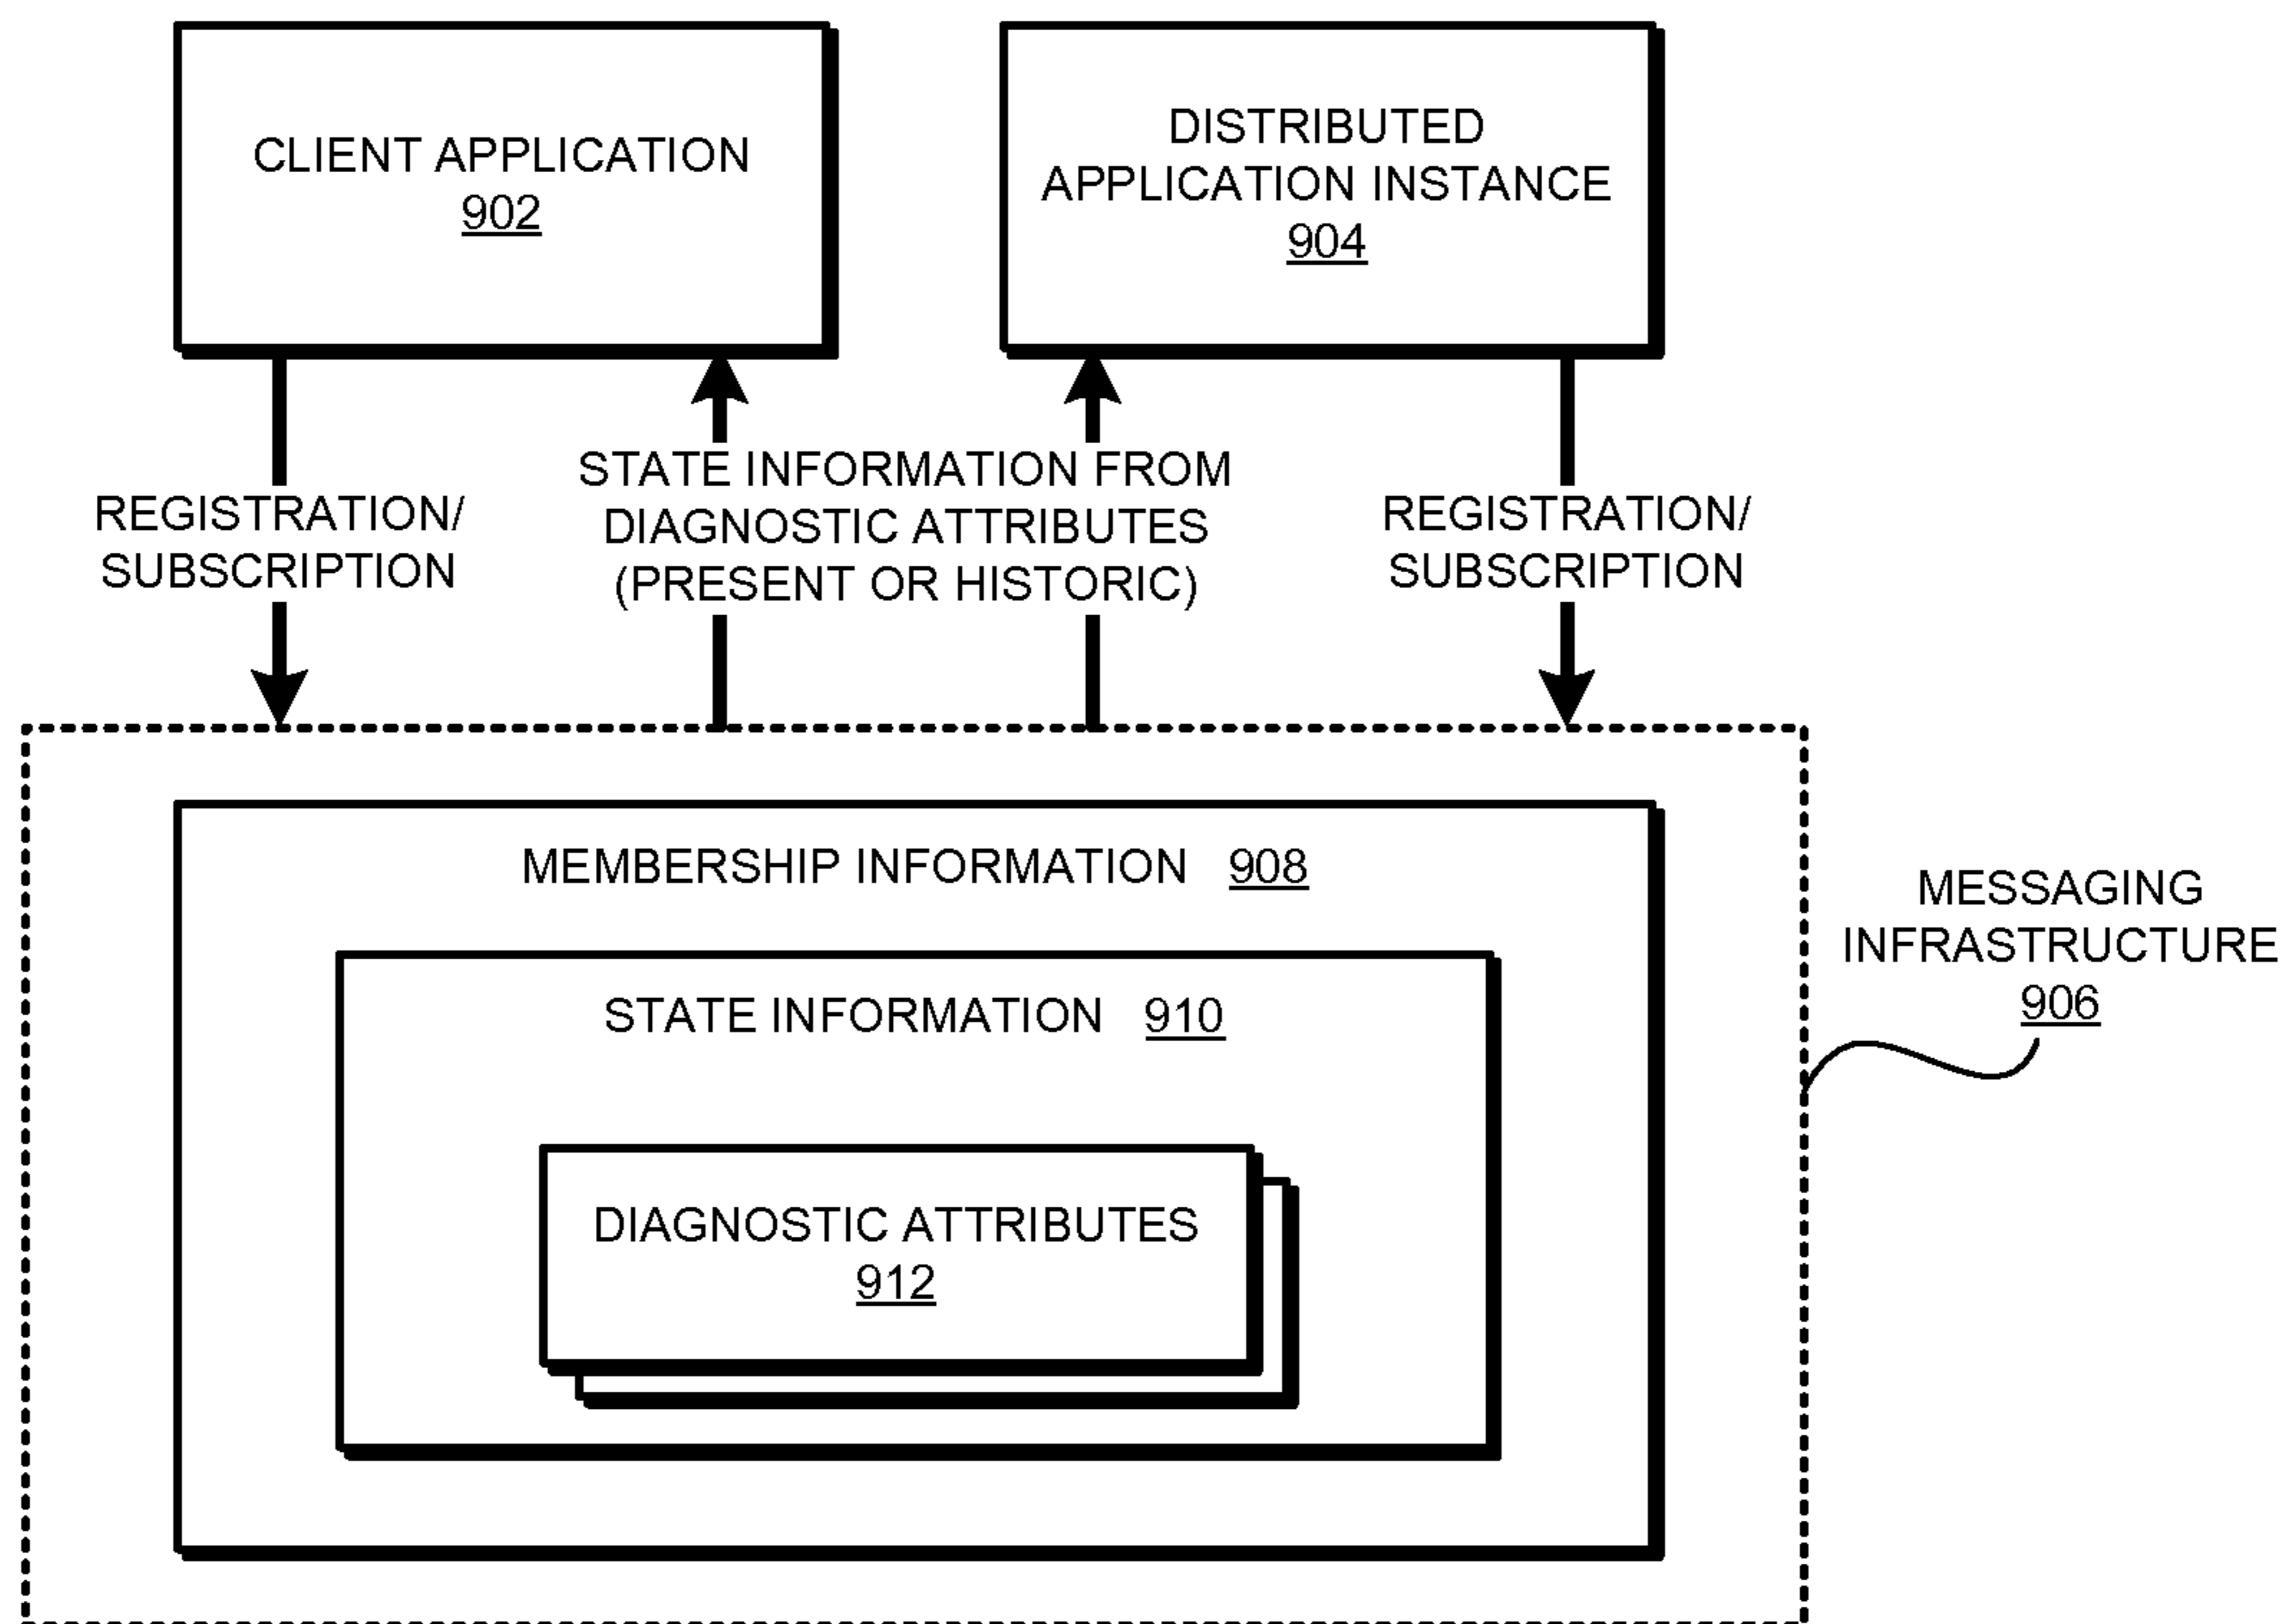 CLIENT APPLICATION
902
DISTRIBUTED
APPLICATION INSTANCE
904
REGISTRATION/
SUBSCRIPTION
STATE INFORMATION FROM
DIAGNOSTIC ATTRIBUTES
(PRESENT OR HISTORIC)
REGISTRATION/
SUBSCRIPTION
MEMBERSHIP INFORMATION 908
STATE INFORMATION 910
DIAGNOSTIC ATTRIBUTES
912
MESSAGING
INFRASTRUCTURE
906